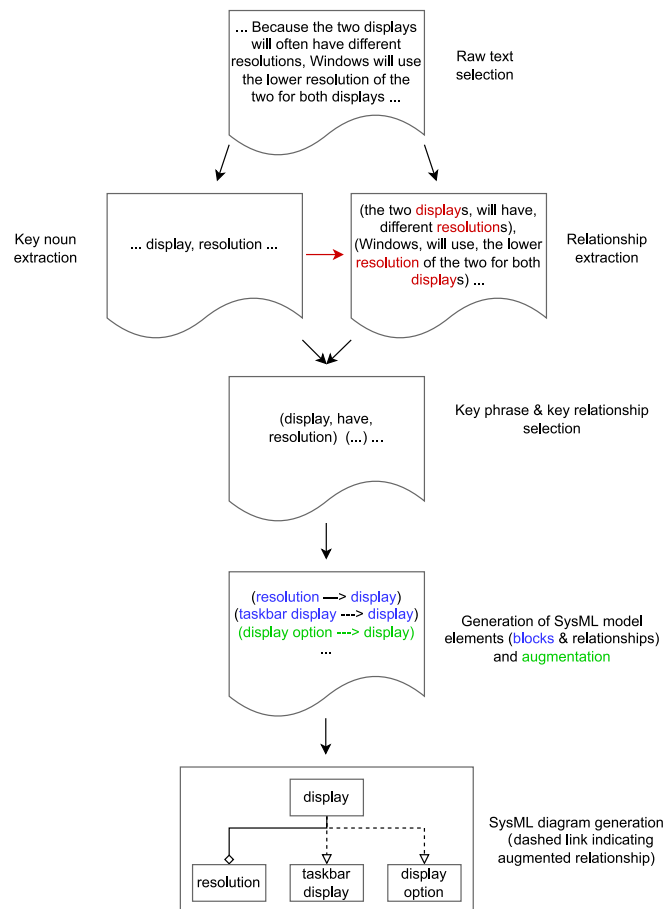 ... Because the two displays
will often have different
resolutions, Windows will use
the lower resolution of the
two for both displays ...
Raw text
selection
Key noun
extraction
... display, resolution ...
(the two displays, will have,
different resolutions),
(Windows, will use, the lower
resolution of the two for both
displays) ...
Relationship
extraction
(display, have,
resolution) (...) ...
Key phrase & key relationship
selection
(resolution —> display)
(taskbar display ---> display)
(display option ---> display)
...
Generation of SysML model
elements (blocks & relationships)
and augmentation
display
resolution
taskbar
display
display
option
SysML diagram generation
(dashed link indicating
augmented relationship)